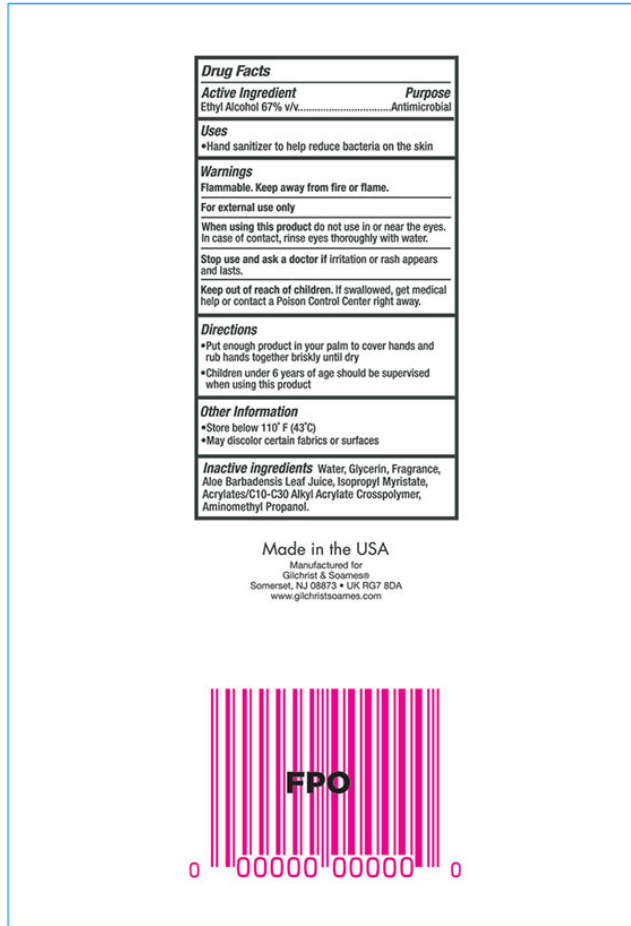 Drug Facts
Active Ingredient Purpose
Ethyl Alcohol 67% v/v..................................Antimicrobial
Uses
•Hand sanitizer to help reduce bacteria on the skin
Warnings
Flammable. Keep away from fire or flame.
For external use only
When using this product do not use in or near the eyes.
In case of contact, rinse eyes thoroughly with water.
Stop use and ask a doctor if irritation or rash appears
and lasts.
Keep out of reach of children. If swallowed, get medical
help or contact a Poison Control Center right away.
Directions
•Put enough product in your palm to cover hands and
rub hands together briskly until dry
•Children under 6 years of age should be supervised
when using this product
Other Information
•Store below 110˚ F (43˚C)
•May discolor certain fabrics or surfaces
Inactive ingredients Water, Glycerin, Fragrance,
Aloe Barbadensis Leaf Juice, Isopropyl Myristate,
Acrylates/C10-C30 Alkyl Acrylate Crosspolymer,
Aminomethyl Propanol.
Made in the USA
Manufactured for
Gilchrist & Soames®
Somerset, NJ 08873 • UK RG7 8DA
www.gilchristsoames.com
FPO
0 00000 00000 0